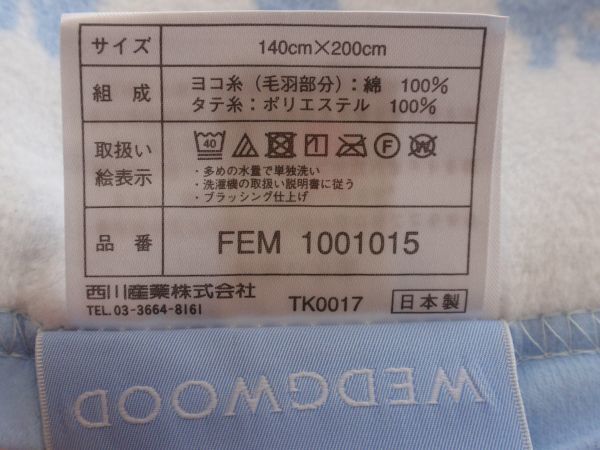 サイズ 140cm×200cm
組成 ヨコ糸（毛羽部分）：綿 100%
タテ糸：ポリエステル 100%
取扱い
絵表示
40 F W
・多めの水量で単独洗い
・洗濯機の取扱い説明書に従う
・ブラッシング仕上げ
品番 FEM 1001015
西川産業株式会社
TEL.03-3664-8161 TK0017 日本製
WEDGWOOD